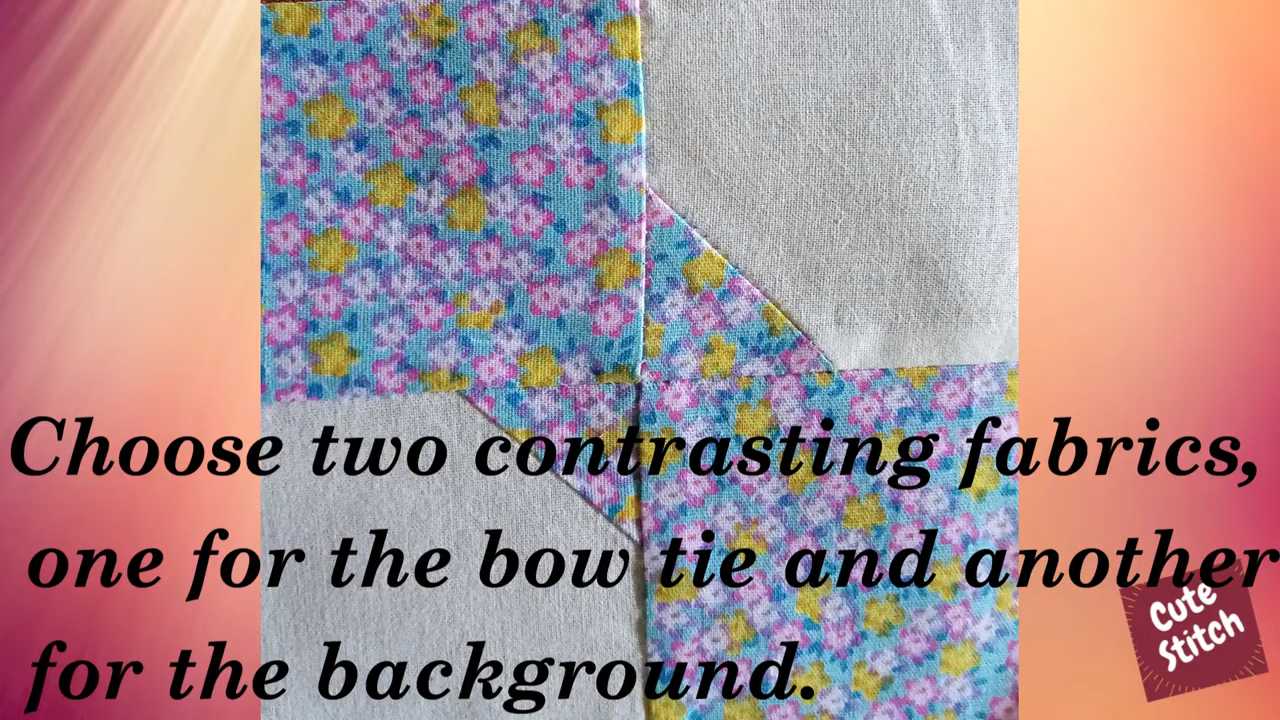 Choose two contrasting fabrics,
one for the bow tie and another
for the background.
Cute
Stitch